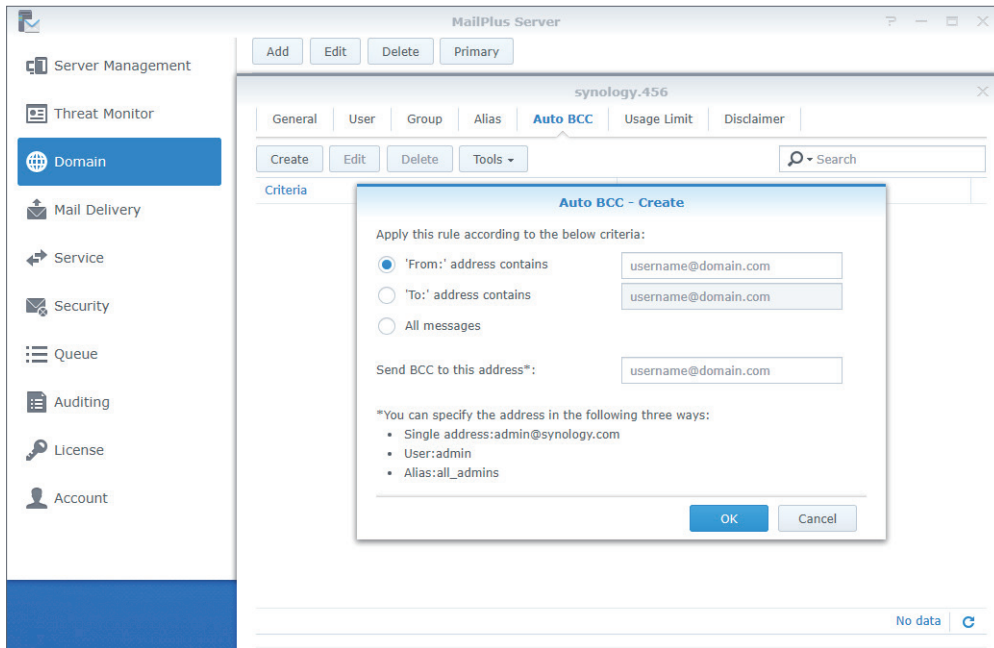 MailPlus Server
Server Management
Threat Monitor
Domain
Mail Delivery
Service
Security
Queue
Auditing
License
Account
Add Edit Delete Primary
synology.456
General User Group Alias Auto BCC Usage Limit Disclaimer
Create Edit Delete Tools Search
Criteria
Auto BCC - Create
Apply this rule according to the below criteria:
'From:' address contains username@domain.com
'To:' address contains username@domain.com
All messages
Send BCC to this address*: username@domain.com
*You can specify the address in the following three ways:
• Single address:admin@synology.com
• User:admin
• Alias:all_admins
OK Cancel
No data